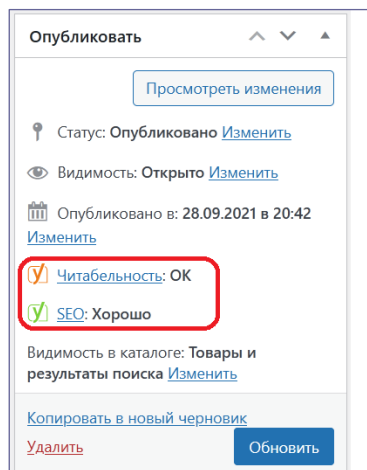 Опубликовать
Просмотреть изменения
Статус: Опубликовано Изменить
Видимость: Открыто Изменить
Опубликовано в: 28.09.2021 в 20:42
Изменить
Читабельность: ОК
SEO: Хорошо
Видимость в каталоге: Товары и
результаты поиска Изменить
Копировать в новый черновик
Удалить
Обновить